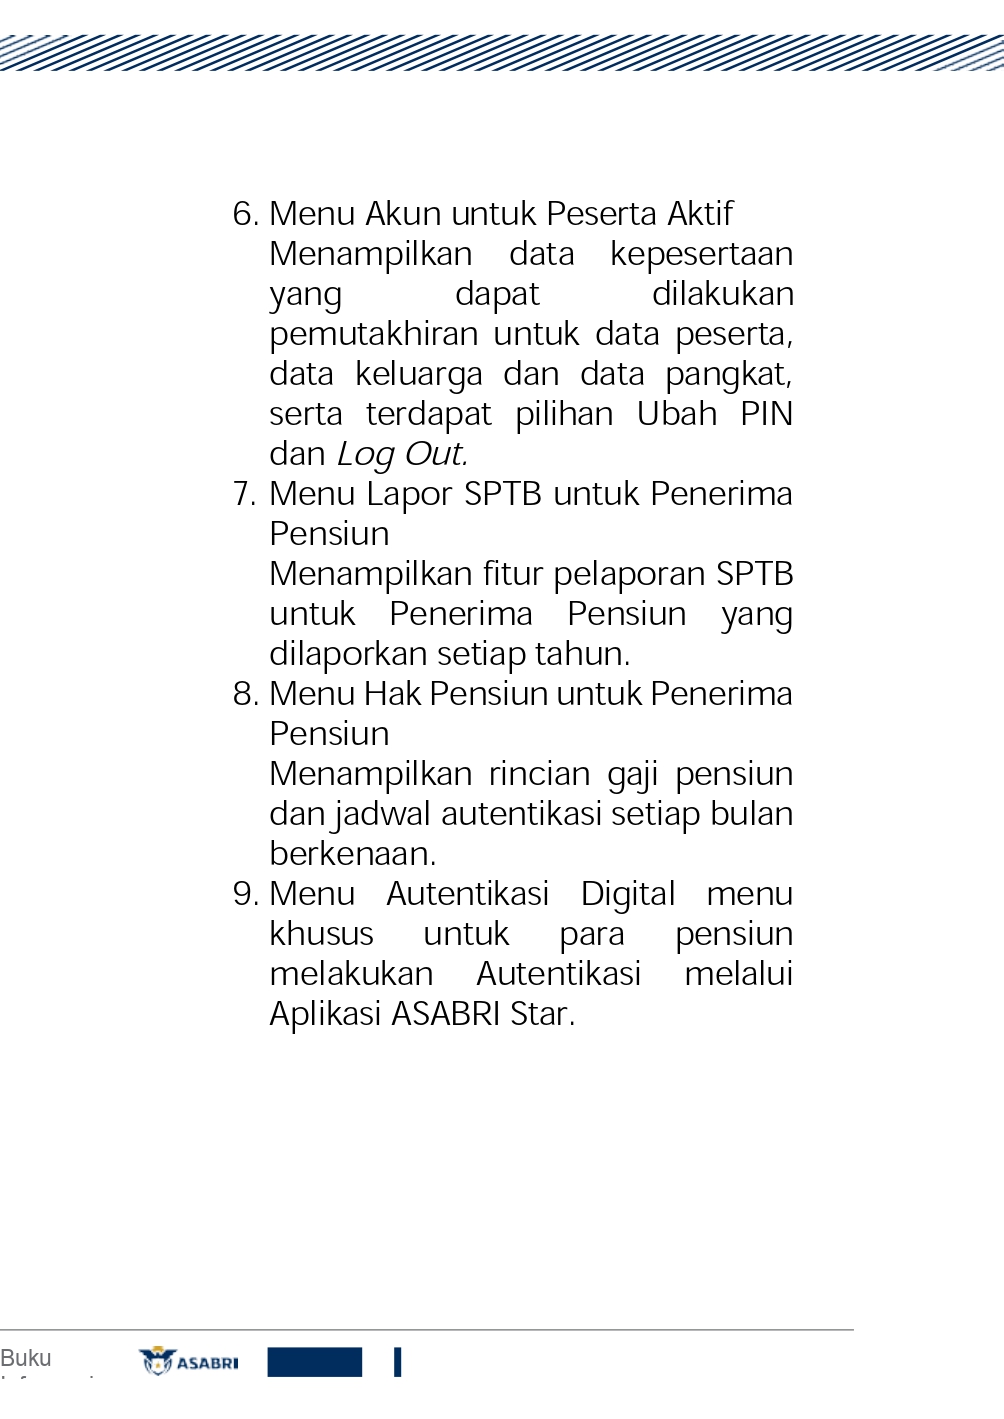 6. Menu Akun untuk Peserta Aktif
Menampilkan data kepesertaan
yang dapat dilakukan
pemutakhiran untuk data peserta,
data keluarga dan data pangkat,
serta terdapat pilihan Ubah PIN
dan Log Out.
7. Menu Lapor SPTB untuk Penerima
Pensiun
Menampilkan fitur pelaporan SPTB
untuk Penerima Pensiun yang
dilaporkan setiap tahun.
8. Menu Hak Pensiun untuk Penerima
Pensiun
Menampilkan rincian gaji pensiun
dan jadwal autentikasi setiap bulan
berkenaan.
9. Menu Autentikasi Digital menu
khusus untuk para pensiun
melakukan Autentikasi melalui
Aplikasi ASABRI Star.
Buku
ASABRI